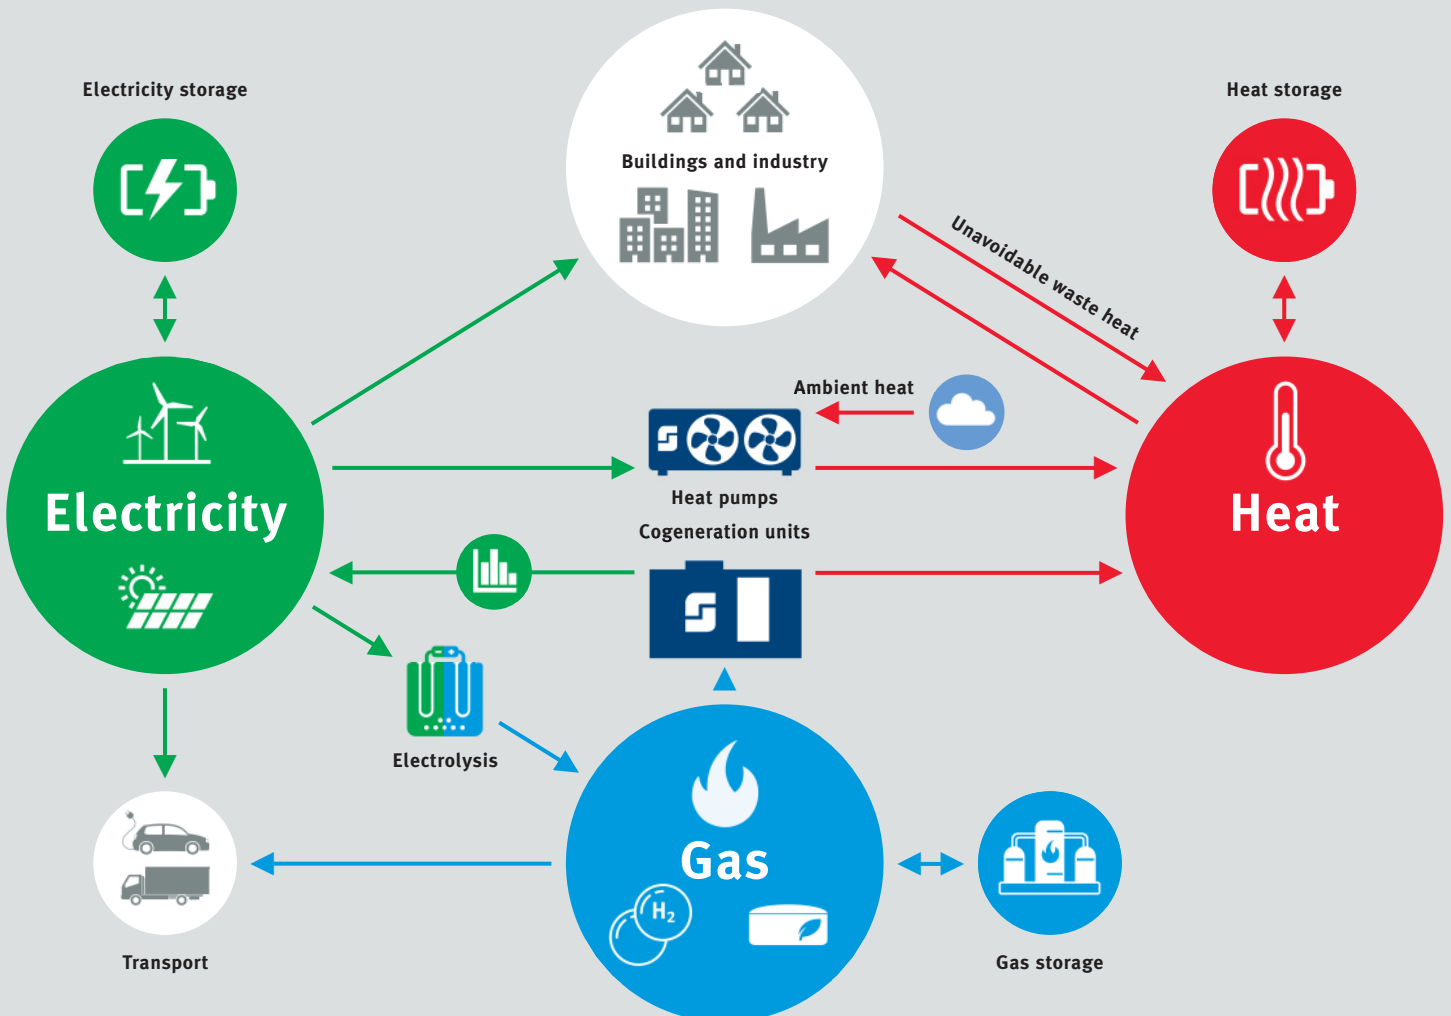 Electricity storage
Heat storage
Buildings and industry
Unavoidable waste heat
Ambient heat
Electricity
Heat pumps
Heat
Cogeneration units
Electrolysis
Gas
H₂
Transport
Gas storage